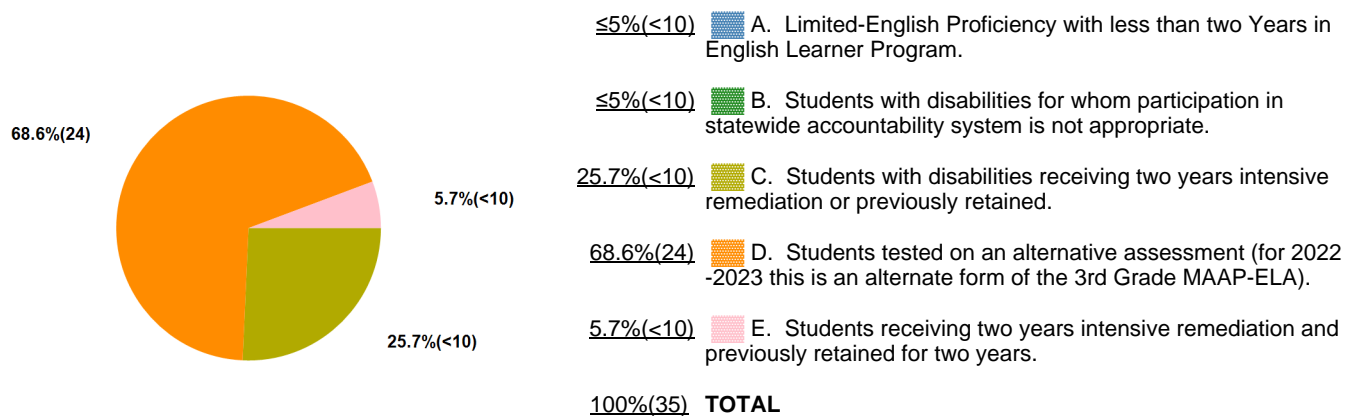 ≤5%(<10) A. Limited-English Proficiency with less than two Years in
English Learner Program.
≤5%(<10) B. Students with disabilities for whom participation in
statewide accountability system is not appropriate.
68.6%(24)
5.7%(<10)
25.7%(<10)
25.7%(<10) C. Students with disabilities receiving two years intensive
remediation or previously retained.
68.6%(24) D. Students tested on an alternative assessment (for 2022
-2023 this is an alternate form of the 3rd Grade MAAP-ELA).
5.7%(<10) E. Students receiving two years intensive remediation and
previously retained for two years.
100%(35) TOTAL